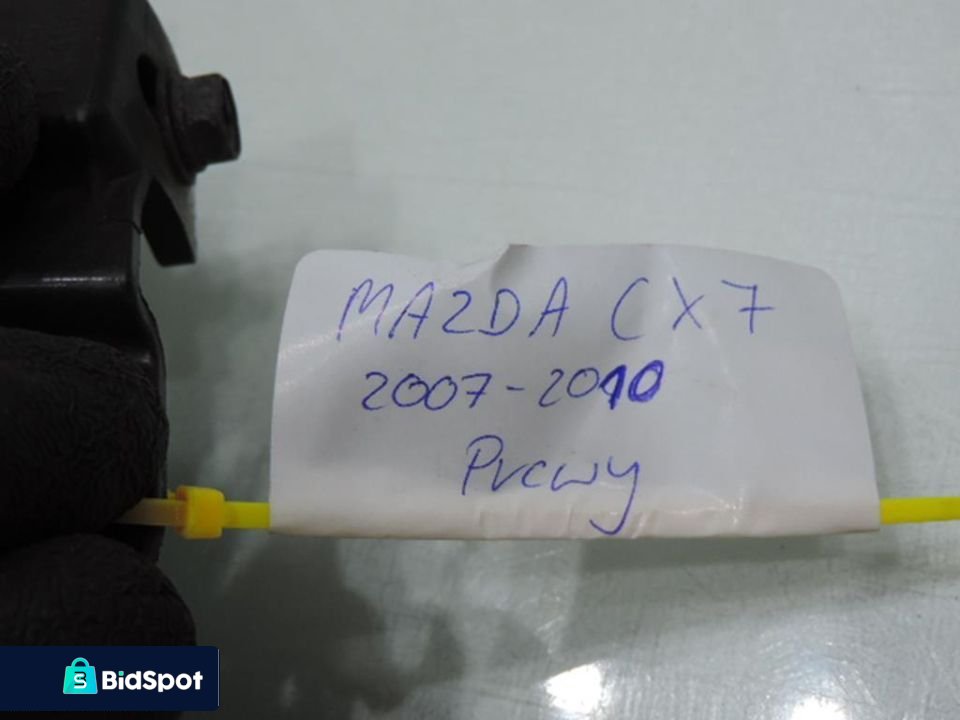 MAZDA CX7
2007-2010
Prawy
BidSpot